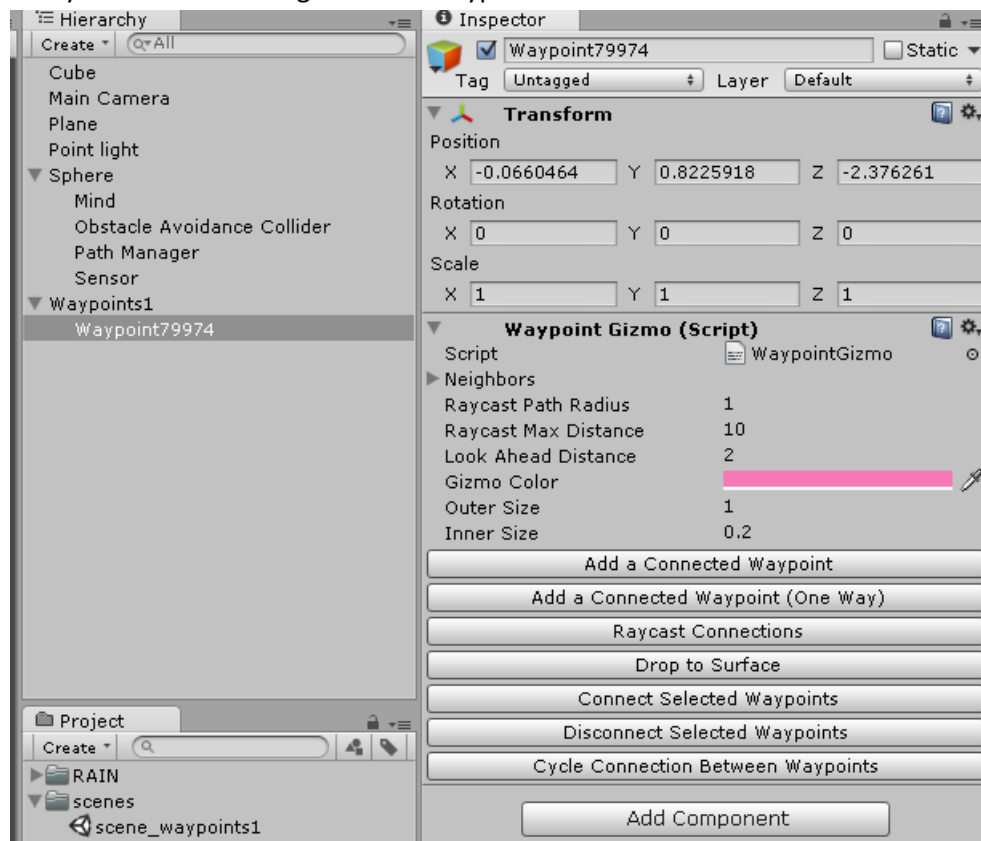 Hierarchy
Create
All
Cube
Main Camera
Plane
Point light
Sphere
Mind
Obstacle Avoidance Collider
Path Manager
Sensor
Waypoints1
Waypoint79974
Project
Create
RAIN
scenes
scene_waypoints1
Inspector
Waypoint79974 Static
Tag Untagged Layer Default
Transform
Position
X -0.0660464 Y 0.8225918 Z -2.376261
Rotation
X 0 Y 0 Z 0
Scale
X 1 Y 1 Z 1
Waypoint Gizmo (Script)
Script WaypointGizmo
Neighbors
Raycast Path Radius 1
Raycast Max Distance 10
Look Ahead Distance 2
Gizmo Color
Outer Size 1
Inner Size 0.2
Add a Connected Waypoint
Add a Connected Waypoint (One Way)
Raycast Connections
Drop to Surface
Connect Selected Waypoints
Disconnect Selected Waypoints
Cycle Connection Between Waypoints
Add Component